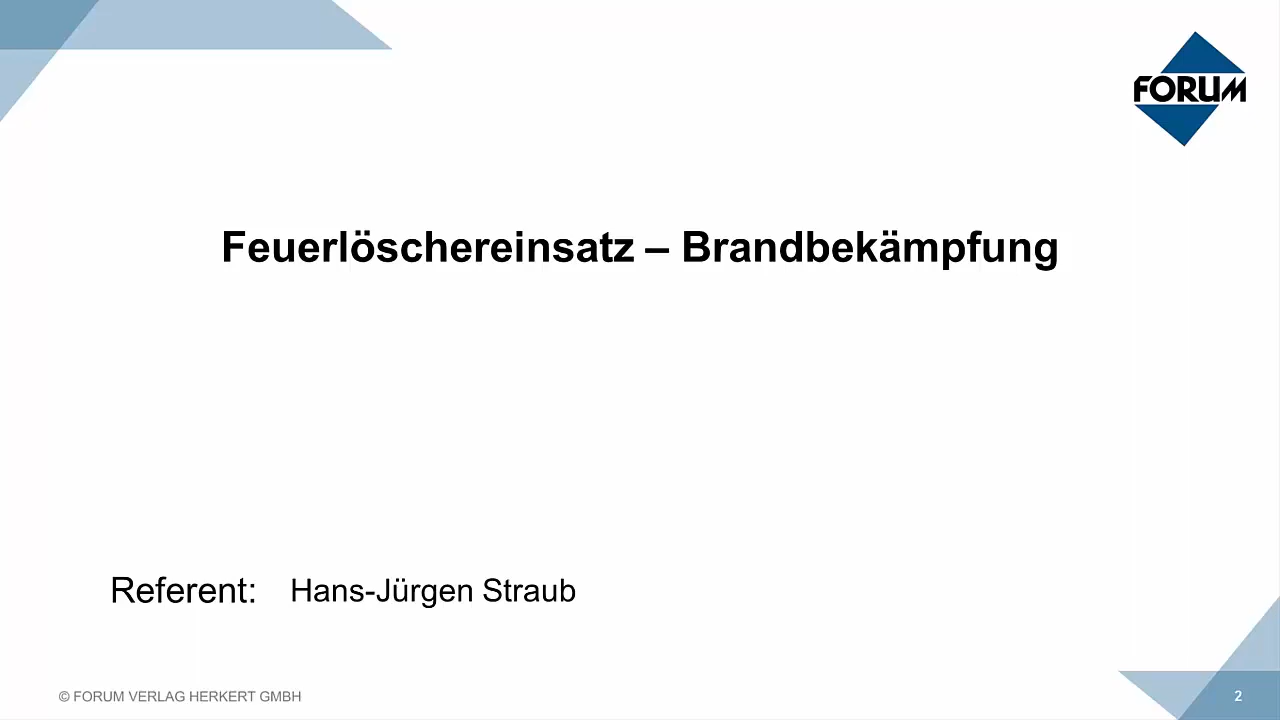 FORUM
Feuerlöschereinsatz – Brandbekämpfung
Referent: Hans-Jürgen Straub
© FORUM VERLAG HERKERT GMBH
2